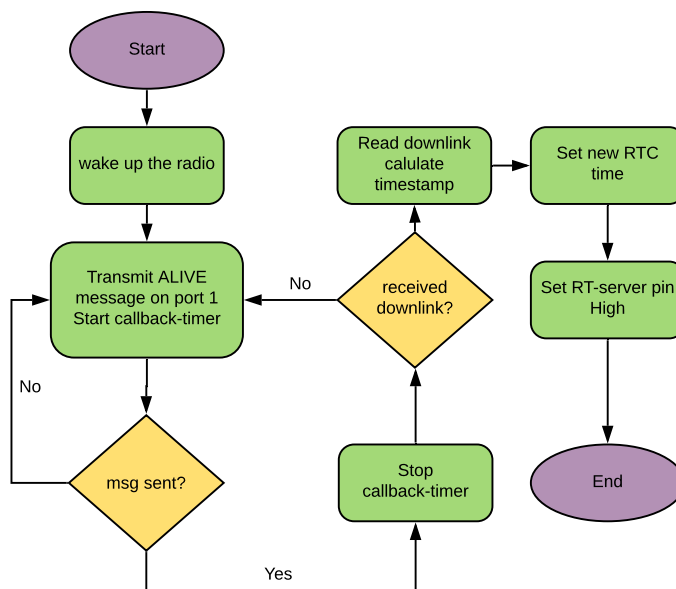 Start
wake up the radio
Transmit ALIVE
message on port 1
Start callback-timer
No
msg sent?
Yes
Stop
callback-timer
received
downlink?
No
Read downlink
calulate
timestamp
Set new RTC
time
Set RT-server pin
High
End